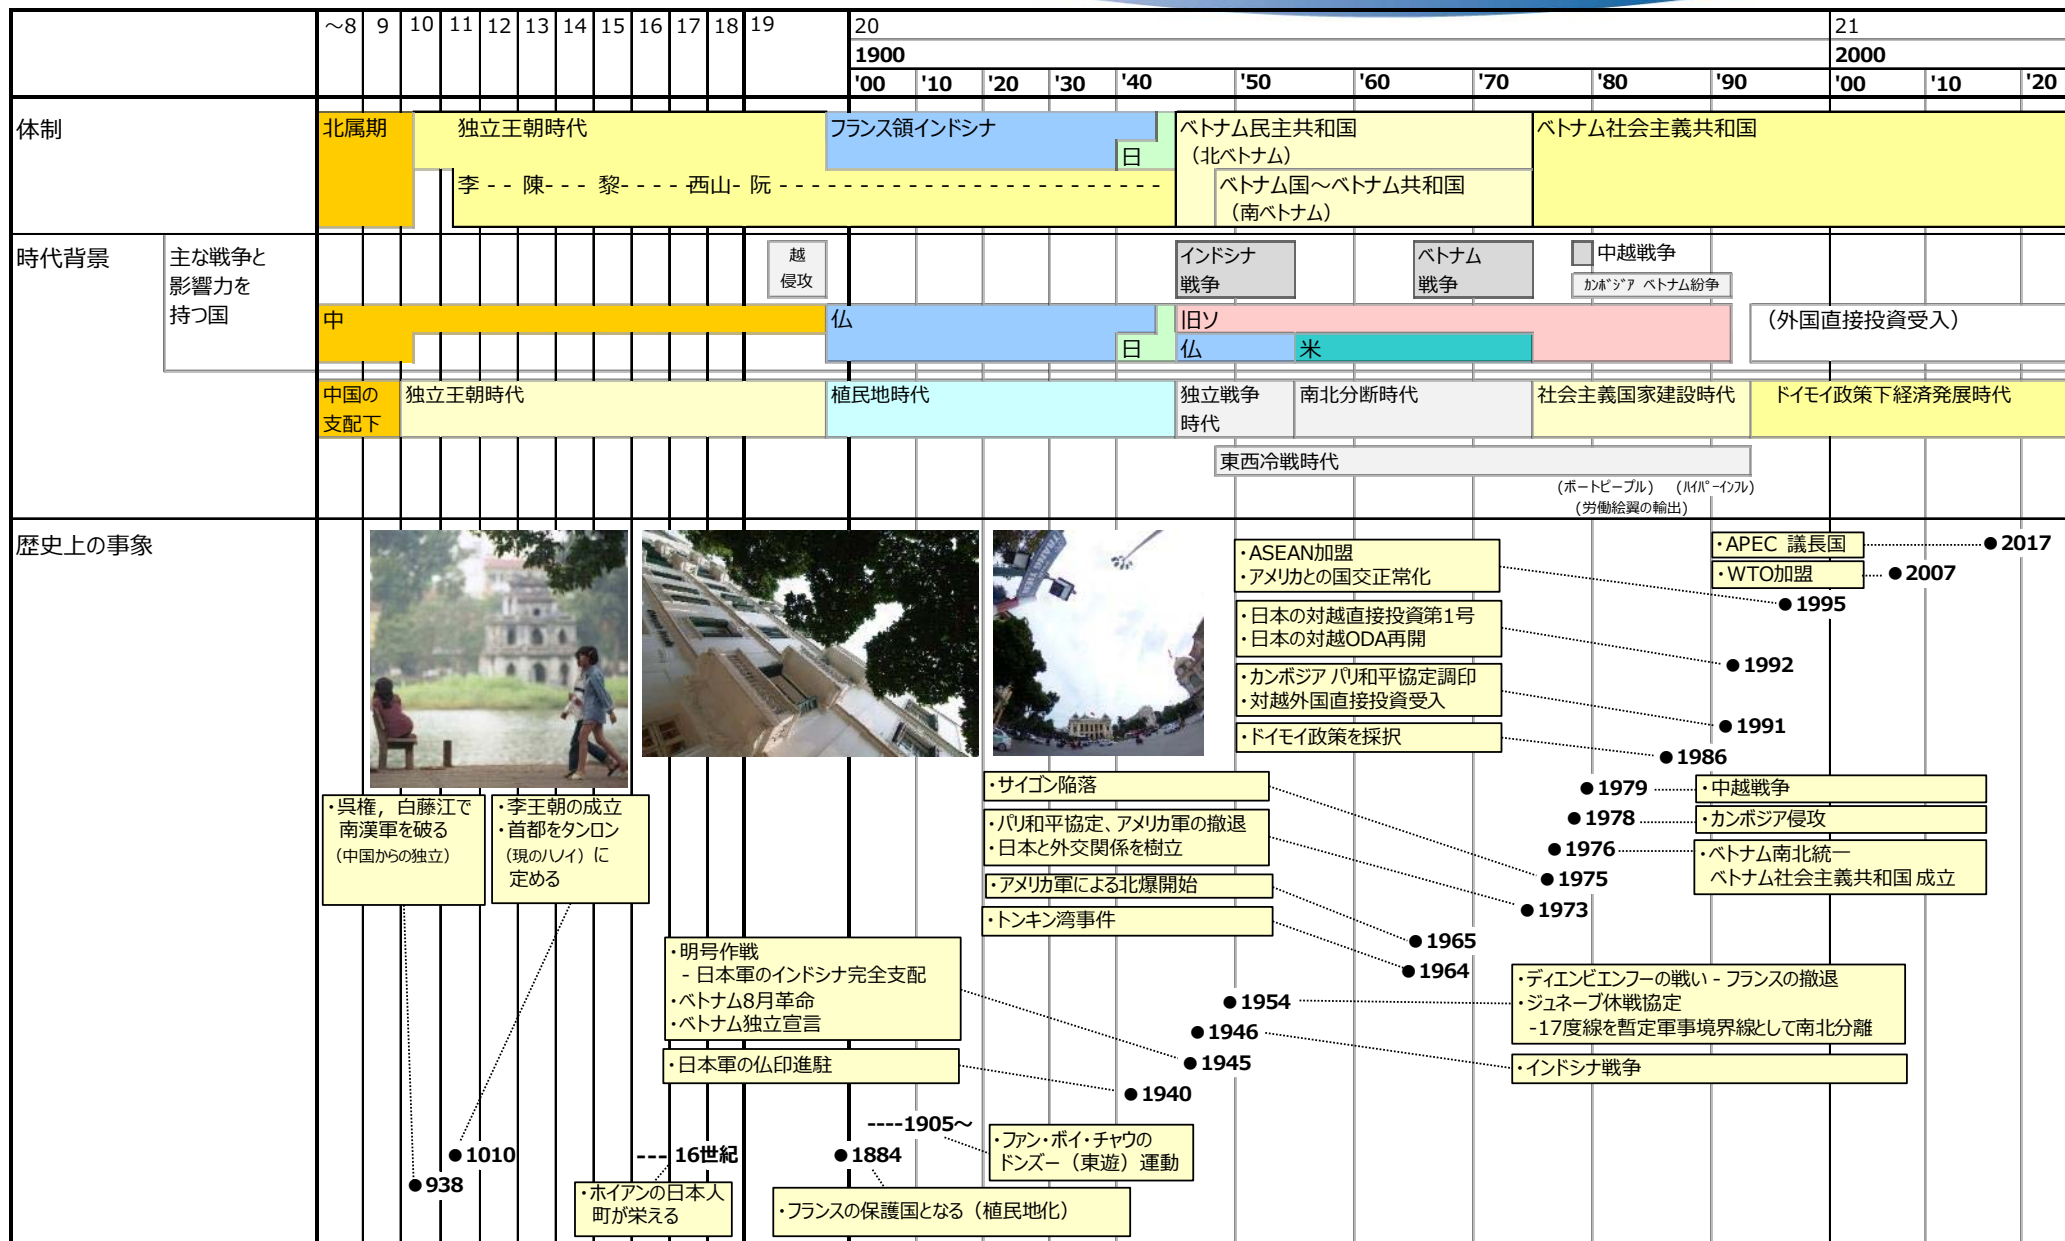 ～8 9 10 11 12 13 14 15 16 17 18 19 20 21
1900 2000
'00 '10 '20 '30 '40 '50 '60 '70 '80 '90 '00 '10 '20
体制
北属期
独立王朝時代
フランス領インドシナ
日
ベトナム民主共和国
（北ベトナム）
ベトナム社会主義共和国
李 - - 陳- - - 黎- - - - -西山- 阮 - - - - - - - - - - - - - - - - - - - - - - - -
ベトナム国～ベトナム共和国
（南ベトナム）
時代背景
主な戦争と
影響力を
持つ国
越
侵攻
インドシナ
戦争
ベトナム
戦争
中越戦争
ｶﾝﾎﾞｼﾞｱ ベトナム紛争
中
仏
日
旧ソ
仏
米
（外国直接投資受入）
中国の
支配下
独立王朝時代
植民地時代
独立戦争
時代
南北分断時代
社会主義国家建設時代
ドイモイ政策下経済発展時代
東西冷戦時代
（ボートピープル）
（ﾊｲﾊﾟｰｲﾝﾌﾚ）
（労働絵翼の輸出）
歴史上の事象
TRANG TIEN
・ASEAN加盟
・アメリカとの国交正常化
● 1995
・APEC 議長国
● 2017
・WTO加盟
● 2007
・日本の対越直接投資第1号
・日本の対越ODA再開
● 1992
・カンボジア パリ和平協定調印
・対越外国直接投資受入
● 1991
・ドイモイ政策を採択
● 1986
・サイゴン陥落
● 1975
● 1979
・中越戦争
● 1978
・カンボジア侵攻
● 1976
・ベトナム南北統一
ベトナム社会主義共和国 成立
・パリ和平協定、アメリカ軍の撤退
・日本と外交関係を樹立
● 1973
・アメリカ軍による北爆開始
● 1965
・トンキン湾事件
● 1964
・呉権，白藤江で
南漢軍を破る
（中国からの独立）
● 938
・李王朝の成立
・首都をタンロン
（現のハノイ）に
定める
● 1010
・明号作戦
- 日本軍のインドシナ完全支配
・ベトナム8月革命
・ベトナム独立宣言
● 1945
・日本軍の仏印進駐
● 1940
● 1954
・ディエンビエンフーの戦い - フランスの撤退
・ジュネーブ休戦協定
-17度線を暫定軍事境界線として南北分離
● 1946
・インドシナ戦争
----1905～
・ファン・ボイ・チャウの
ドンズー（東遊）運動
--- 16世紀
・ホイアンの日本人
町が栄える
● 1884
・フランスの保護国となる（植民地化）